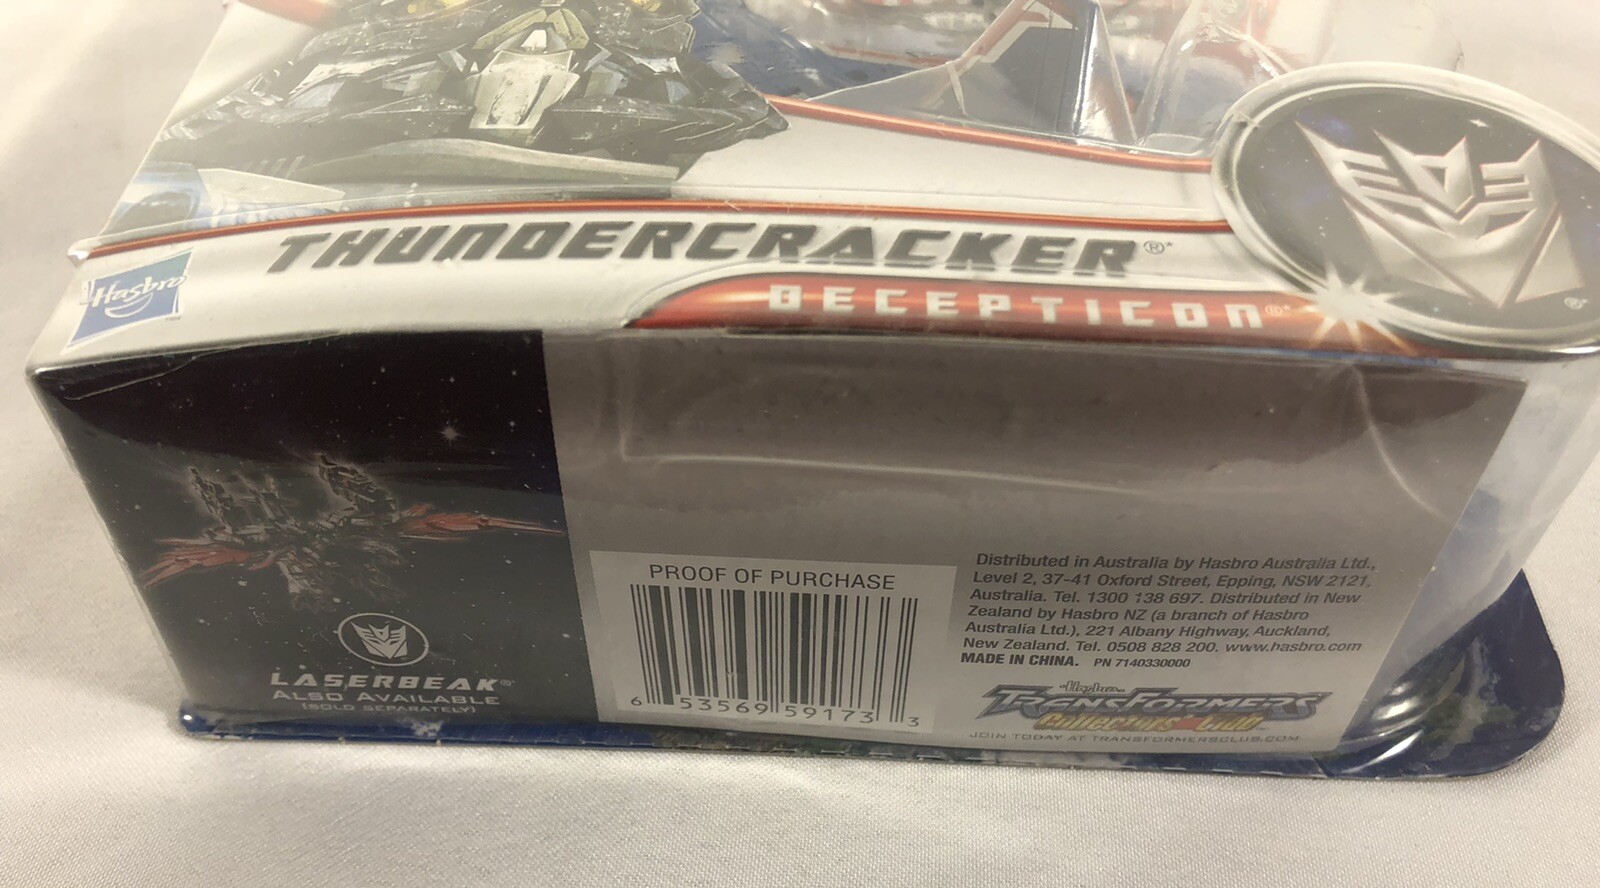 THUNDERCRACKER®*
Hasbro
DECEPTICON®*
®*
PROOF OF PURCHASE
6 53569 59173 3
Distributed in Australia by Hasbro Australia Ltd.,
Level 2, 37-41 Oxford Street, Epping, NSW 2121,
Australia. Tel. 1300 138 697. Distributed in New
Zealand by Hasbro NZ (a branch of Hasbro
Australia Ltd.), 221 Albany Highway, Auckland,
New Zealand. Tel. 0508 828 200. www.hasbro.com
MADE IN CHINA. PN 7140330000
LASERBEAK®*
ALSO AVAILABLE
(SOLD SEPARATELY)
Hasbro
TRANSFORMERS
Collectors' Club
JOIN TODAY AT TRANSFORMERSCLUB.COM